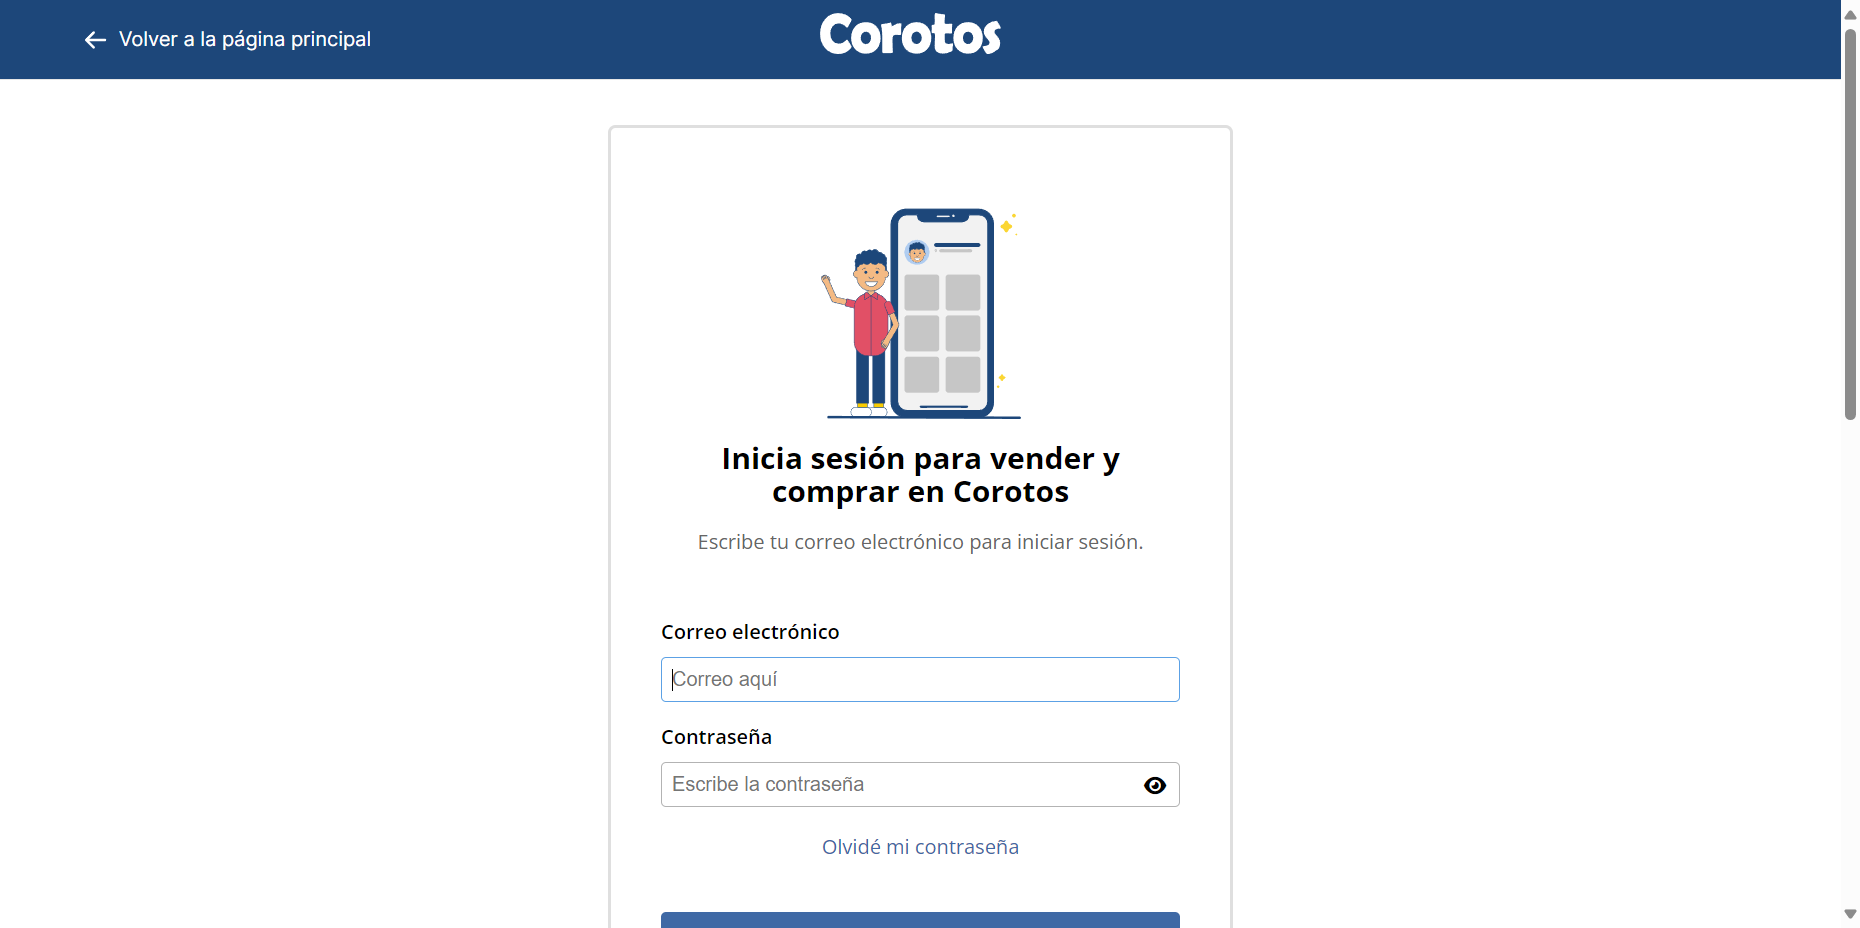 Volver a la página principal
Corotos
Inicia sesión para vender y
comprar en Corotos
Escribe tu correo electrónico para iniciar sesión.
Correo electrónico
Correo aquí
Contraseña
Escribe la contraseña
Olvidé mi contraseña